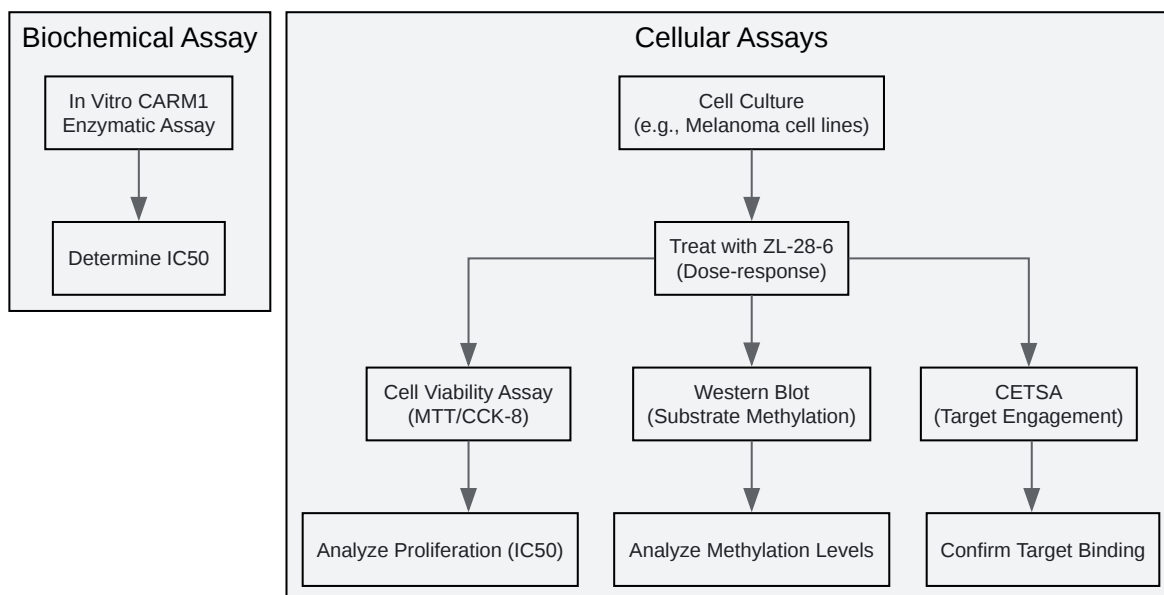 Biochemical Assay
In Vitro CARM1
Enzymatic Assay
Determine IC50
Cellular Assays
Cell Culture
(e.g., Melanoma cell lines)
Treat with ZL-28-6
(Dose-response)
Cell Viability Assay
(MTT/CCK-8)
Western Blot
(Substrate Methylation)
CETSA
(Target Engagement)
Analyze Proliferation (IC50)
Analyze Methylation Levels
Confirm Target Binding